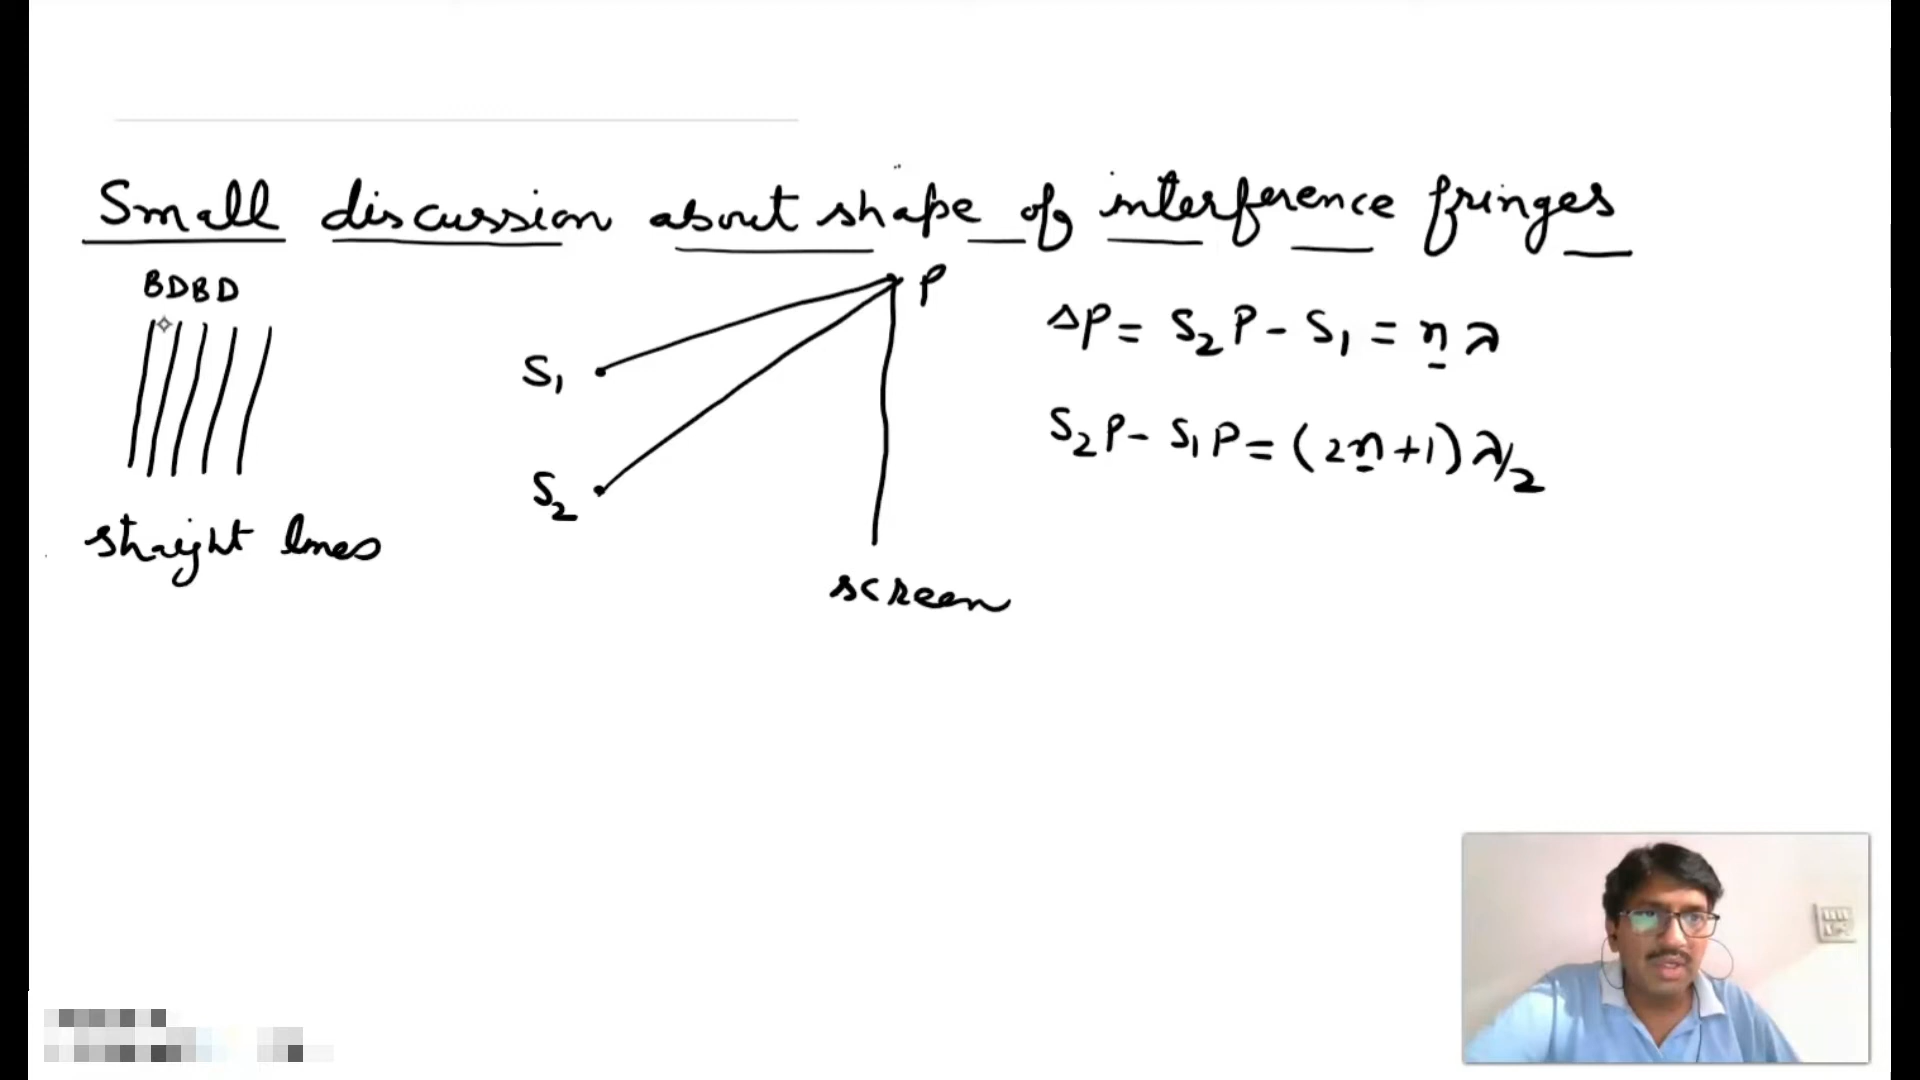 Small discussion about shape of interference fringes
BDBD
straight lines
S₁
S₂
P
screen
ΔP = S₂P - S₁ = nλ
S₂P - S₁P = (2n+1)λ/2